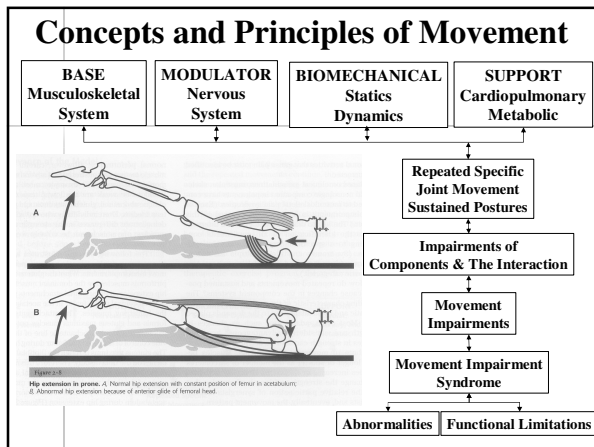 Concepts and Principles of Movement
BASE
Musculoskeletal
System
MODULATOR
Nervous
System
BIOMECHANICAL
Statics
Dynamics
SUPPORT
Cardiopulmonary
Metabolic
Repeated Specific
Joint Movement
Sustained Postures
Impairments of
Components & The Interaction
Movement
Impairments
Movement Impairment
Syndrome
Abnormalities
Functional Limitations
A
B
Figure 2-8
Hip extension in prone. A, Normal hip extension with constant position of femur in acetabulum;
B, Abnormal hip extension because of anterior glide of femoral head.